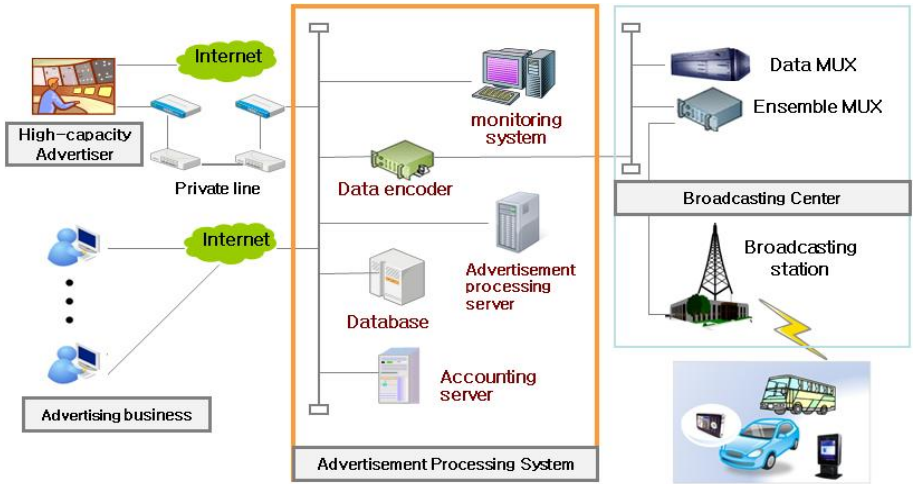 Internet
High-capacity
Advertiser
Private line
Internet
Advertising business
monitoring
system
Data encoder
Advertisement
processing
server
Database
Accounting
server
Advertisement Processing System
Data MUX
Ensemble MUX
Broadcasting Center
Broadcasting
station